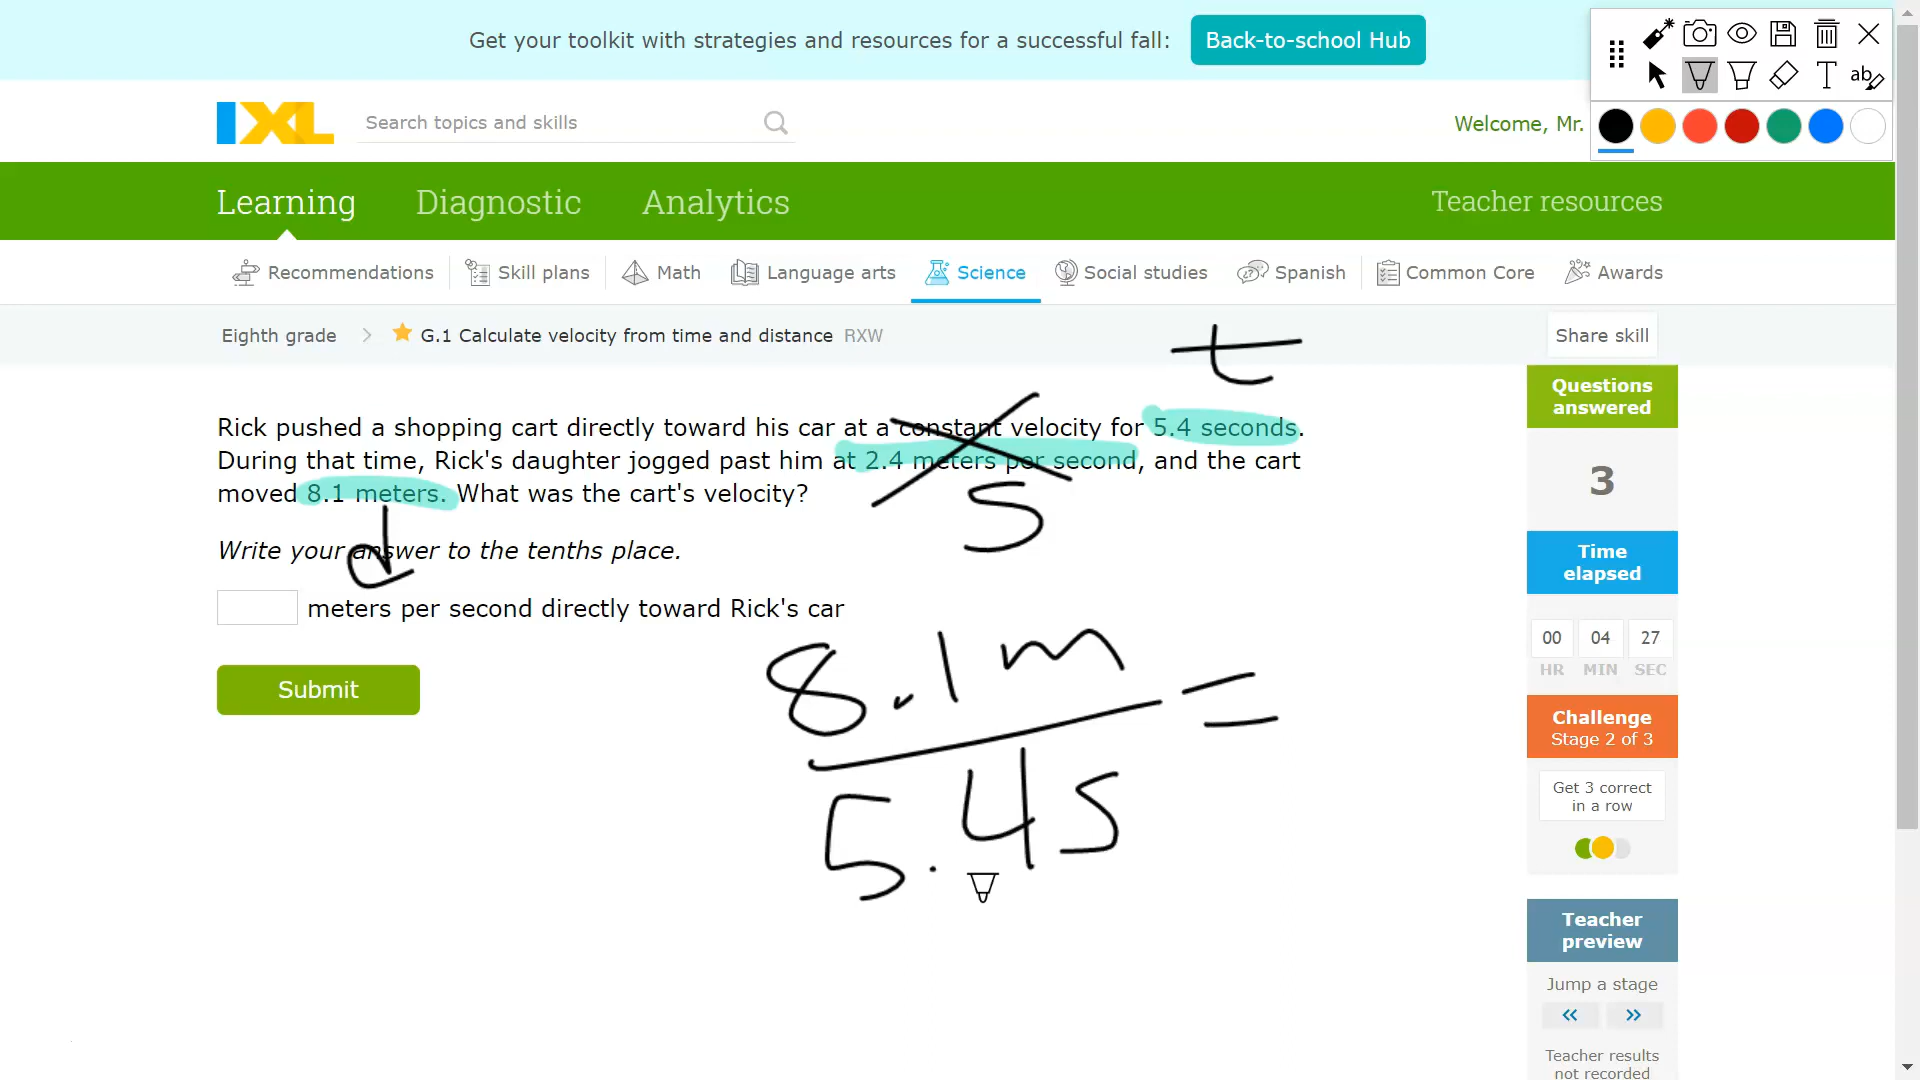 Get your toolkit with strategies and resources for a successful fall: Back-to-school Hub
T ab
IXL Search topics and skills Welcome, Mr.
Learning Diagnostic Analytics Teacher resources
Recommendations Skill plans Math Language arts Science Social studies Spanish Common Core Awards
Eighth grade > G.1 Calculate velocity from time and distance RXW
Share skill
t
Rick pushed a shopping cart directly toward his car at a constant velocity for 5.4 seconds.
During that time, Rick's daughter jogged past him at 2.4 meters per second, and the cart
moved 8.1 meters. What was the cart's velocity?
s
d
Write your answer to the tenths place.
meters per second directly toward Rick's car
Submit
8.1m =
5.4s
Questions
answered
3
Time
elapsed
00 04 27
HR MIN SEC
Challenge
Stage 2 of 3
Get 3 correct
in a row
Teacher
preview
Jump a stage
<< >>
Teacher results
not recorded